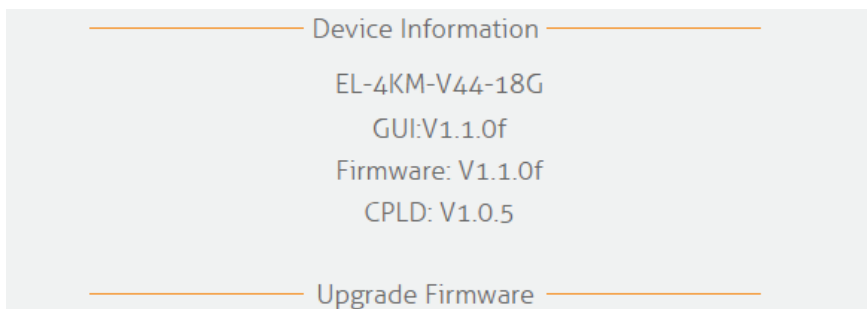 Device Information
EL-4KM-V44-18G
GUI:V1.1.0f
Firmware: V1.1.0f
CPLD: V1.0.5
Upgrade Firmware